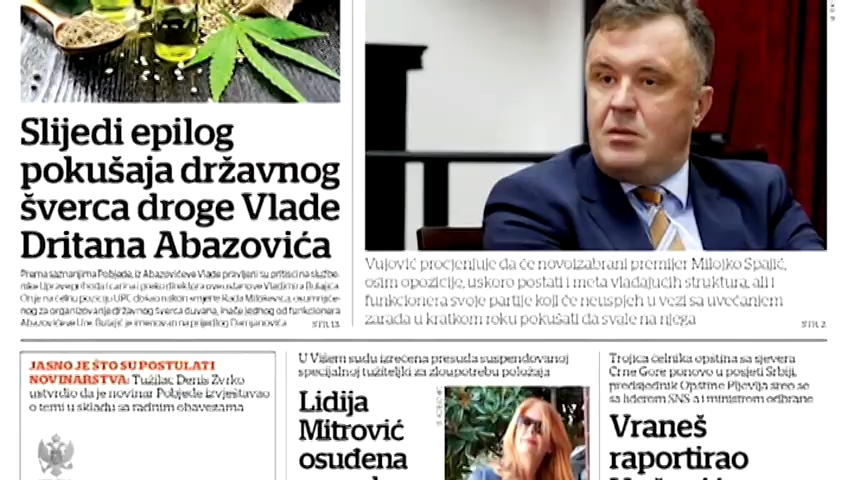 Slijedi epilog
pokušaja državnog
šverca droge Vlade
Dritana Abazovića
Prema saznanjima Pobjede, iz Abazovićeve Vlade pravljeni su pritisci na službe-
nike Uprave prihoda i carina i preko direktora ove ustanove Vladimira Bulajića.
On je na čelnu poziciju UPC došao nakon smjene Rada Miloševića, osumnjiče-
nog za organizovanje državnog šverca duvana, inače jednog od funkcionera
Abazovićeve Ure. Bulajić je imenovan na prijedlog Damjanovića
STR. 13.
Vujović procjenjuje da će novoizabrani premijer Milojko Spajić,
osim opozicije, uskoro postati i meta vladajućih struktura, ali i
funkcionera svoje partije koji će neuspjeh u vezi sa uvećanjem
zarada u kratkom roku pokušati da svale na njega
STR. 2.
JASNO JE ŠTO SU POSTULATI
NOVINARSTVA: Tužilac Denis Zvrko
ustvrdio da je novinar Pobjede izvještavao
o temi u skladu sa radnim obavezama
U Višem sudu izrečena presuda suspendovanoj
specijalnoj tužiteljki za zloupotrebu položaja
Lidija
Mitrović
osuđena
Trojica čelnika opština sa sjevera
Crne Gore ponovo u posjeti Srbiji,
predsjednik Opštine Pljevlja sreo se
sa liderom SNS-a i ministrom odbrane
Vraneš
raportirao